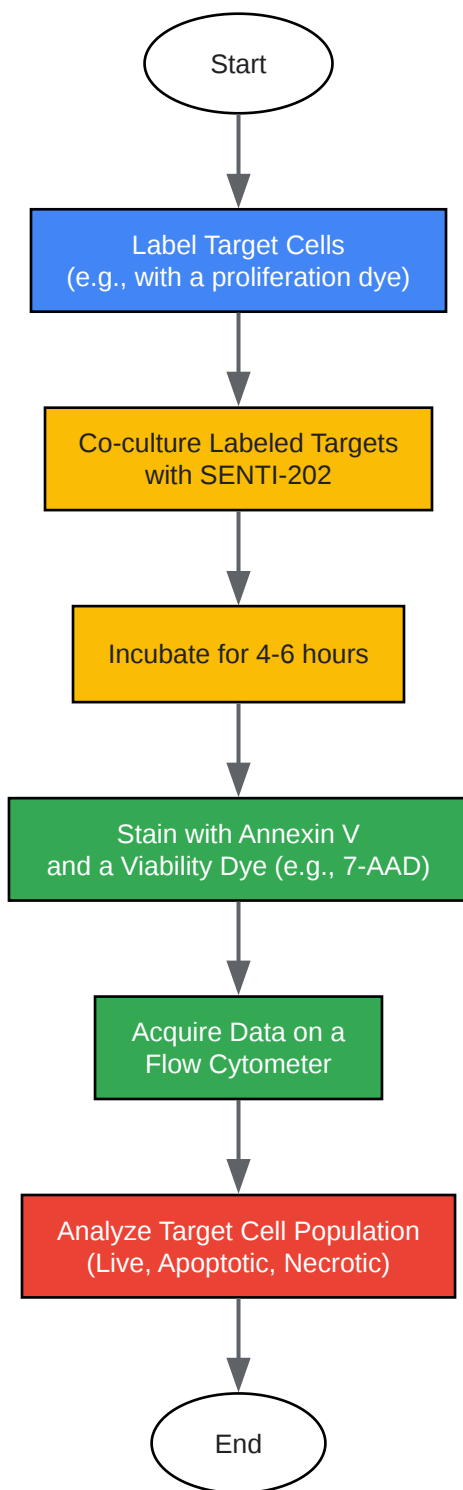 Start
Label Target Cells
(e.g., with a proliferation dye)
Co-culture Labeled Targets
with SENTI-202
Incubate for 4-6 hours
Stain with Annexin V
and a Viability Dye (e.g., 7-AAD)
Acquire Data on a
Flow Cytometer
Analyze Target Cell Population
(Live, Apoptotic, Necrotic)
End